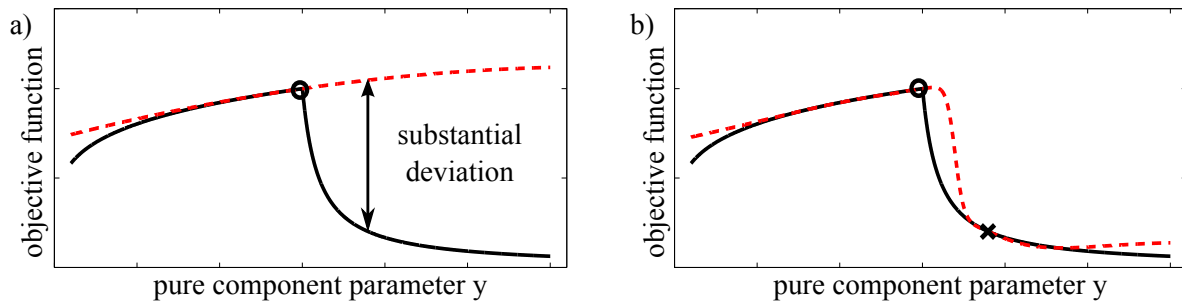 a)
objective function
substantial
deviation
pure component parameter y
b)
objective function
pure component parameter y